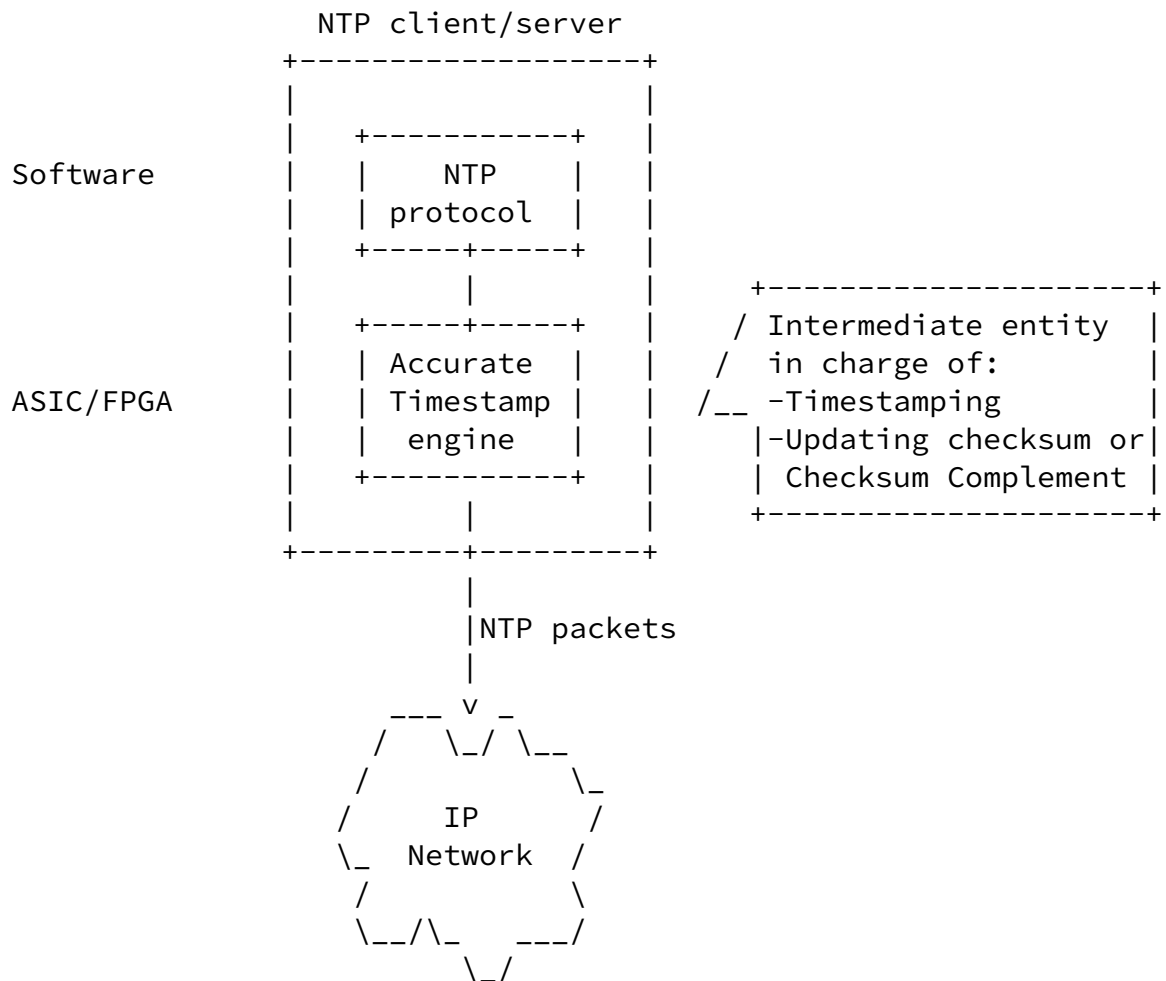 NTP client/server
Software
NTP
protocol
ASIC/FPGA
Accurate
Timestamp
engine
Intermediate entity
in charge of:
-Timestamping
-Updating checksum or
Checksum Complement
NTP packets
IP
Network